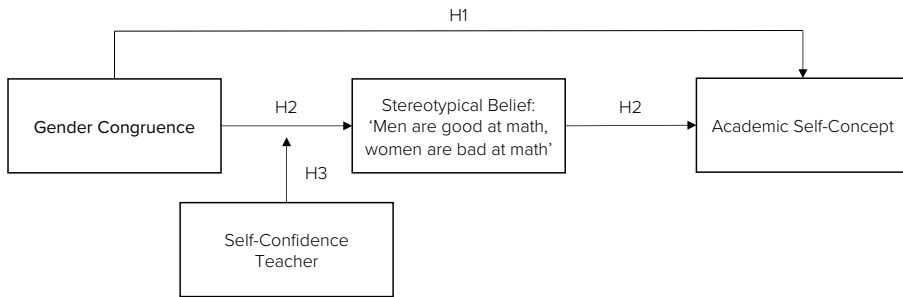 H1
Gender Congruence
H2
Stereotypical Belief:
‘Men are good at math,
women are bad at math’
H2
Academic Self-Concept
H3
Self-Confidence
Teacher